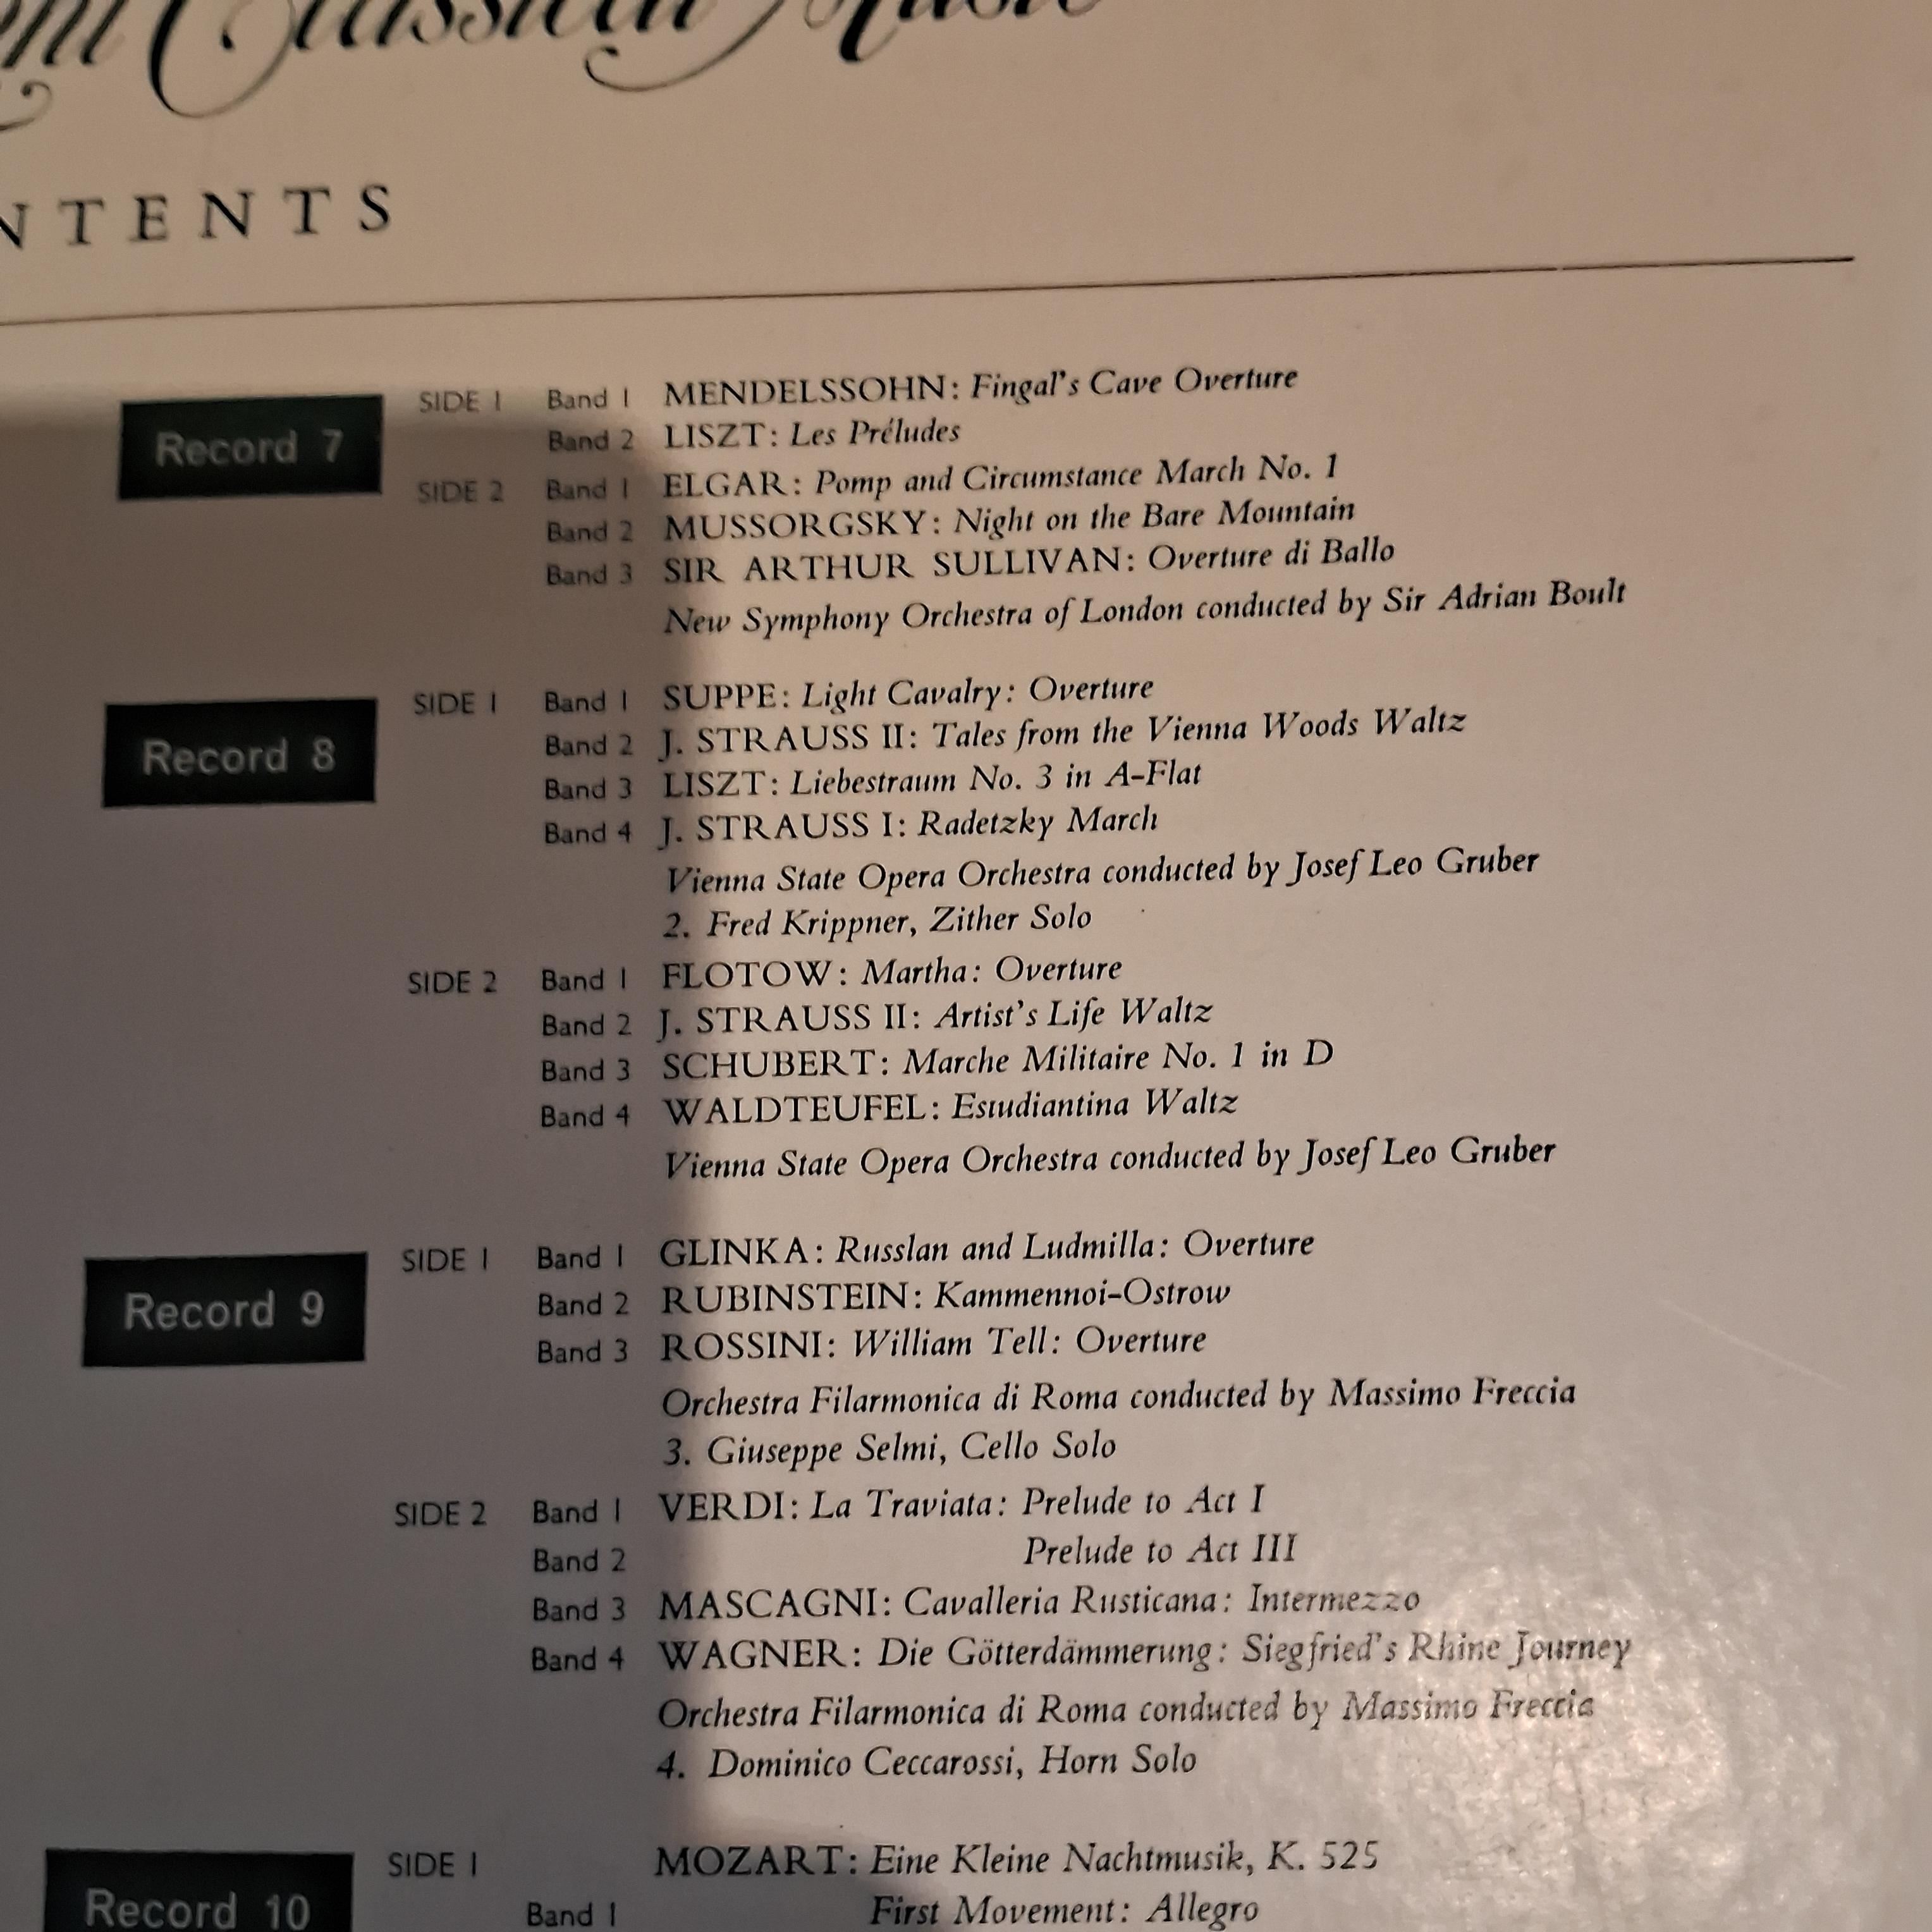 Classical Music
NTENTS
Record 7
SIDE 1 Band 1 MENDELSSOHN: Fingal's Cave Overture
Band 2 LISZT: Les Préludes
SIDE 2 Band 1 ELGAR: Pomp and Circumstance March No. 1
Band 2 MUSSORGSKY: Night on the Bare Mountain
Band 3 SIR ARTHUR SULLIVAN: Overture di Ballo
New Symphony Orchestra of London conducted by Sir Adrian Boult
Record 8
SIDE 1 Band 1 SUPPE: Light Cavalry: Overture
Band 2 J. STRAUSS II: Tales from the Vienna Woods Waltz
Band 3 LISZT: Liebestraum No. 3 in A-Flat
Band 4 J. STRAUSS I: Radetzky March
Vienna State Opera Orchestra conducted by Josef Leo Gruber
2. Fred Krippner, Zither Solo
SIDE 2 Band 1 FLOTOW: Martha: Overture
Band 2 J. STRAUSS II: Artist's Life Waltz
Band 3 SCHUBERT: Marche Militaire No. 1 in D
Band 4 WALDTEUFEL: Estudiantina Waltz
Vienna State Opera Orchestra conducted by Josef Leo Gruber
Record 9
SIDE 1 Band 1 GLINKA: Russlan and Ludmilla: Overture
Band 2 RUBINSTEIN: Kammennoi-Ostrow
Band 3 ROSSINI: William Tell: Overture
Orchestra Filarmonica di Roma conducted by Massimo Freccia
3. Giuseppe Selmi, Cello Solo
SIDE 2 Band 1 VERDI: La Traviata: Prelude to Act I
Band 2 Prelude to Act III
Band 3 MASCAGNI: Cavalleria Rusticana: Intermezzo
Band 4 WAGNER: Die Götterdämmerung: Siegfried's Rhine Journey
Orchestra Filarmonica di Roma conducted by Massimo Freccia
4. Dominico Ceccarossi, Horn Solo
Record 10
SIDE 1 MOZART: Eine Kleine Nachtmusik, K. 525
Band 1 First Movement: Allegro